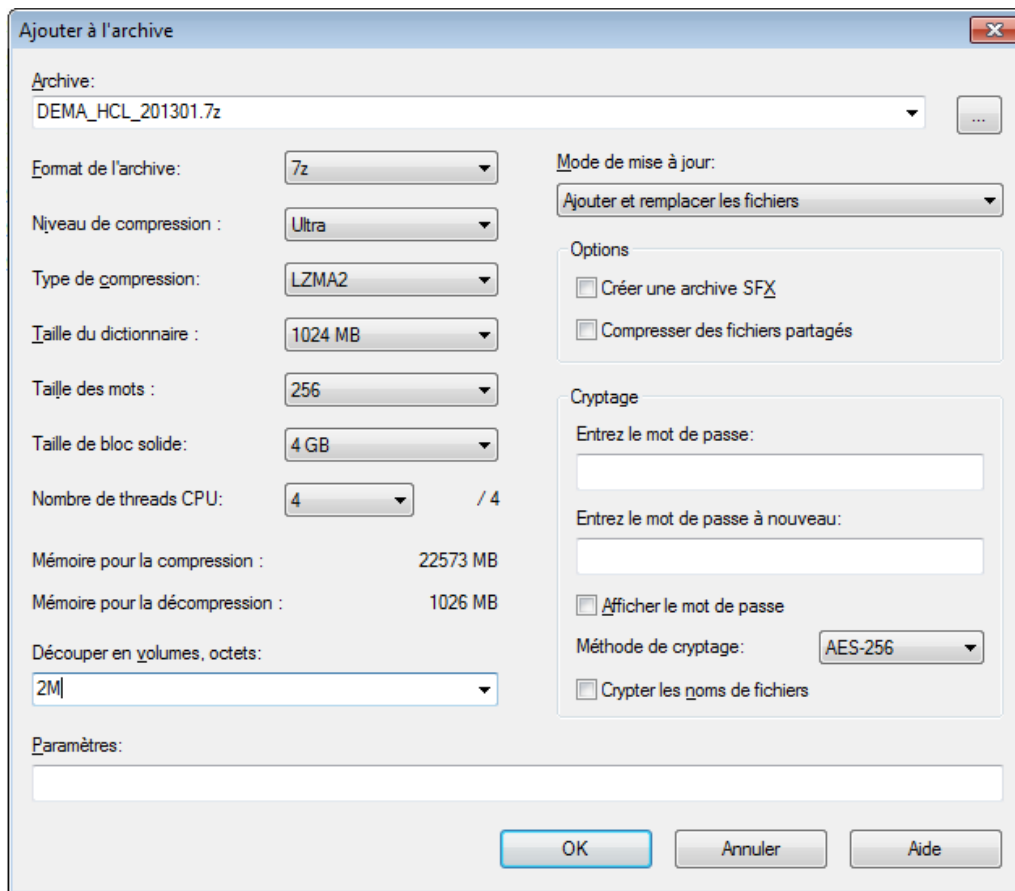 Ajouter à l'archive
Archive:
DEMA_HCL_201301.7z
...
Format de l'archive: 7z
Niveau de compression : Ultra
Type de compression: LZMA2
Taille du dictionnaire : 1024 MB
Taille des mots : 256
Taille de bloc solide: 4 GB
Nombre de threads CPU: 4 / 4
Mémoire pour la compression : 22573 MB
Mémoire pour la décompression : 1026 MB
Découper en volumes, octets:
2M
Mode de mise à jour:
Ajouter et remplacer les fichiers
Options
Créer une archive SFX
Compresser des fichiers partagés
Cryptage
Entrez le mot de passe:
Entrez le mot de passe à nouveau:
Afficher le mot de passe
Méthode de cryptage: AES-256
Crypter les noms de fichiers
Paramètres:
OK Annuler Aide